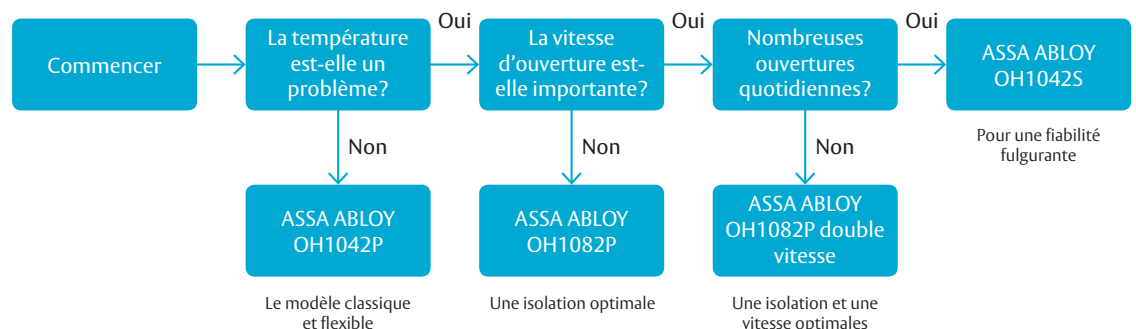 Commencer
La température
est-elle un
problème?
Oui
La vitesse
d'ouverture est-
elle importante?
Oui
Nombreuses
ouvertures
quotidiennes?
Oui
ASSA ABLOY
OH1042S
Pour une fiabilité
fulgurante
Non
Non
Non
ASSA ABLOY
OH1042P
Le modèle classique
et flexible
ASSA ABLOY
OH1082P
Une isolation optimale
ASSA ABLOY
OH1082P double
vitesse
Une isolation et une
vitesse optimales